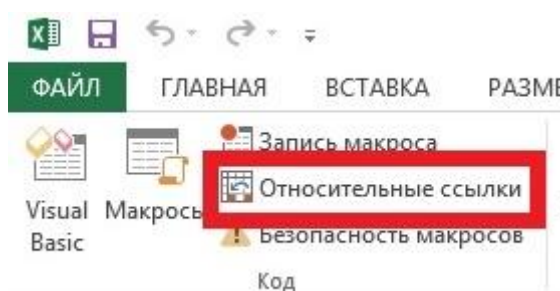 ФАЙЛ ГЛАВНАЯ ВСТАВКА РАЗМЕ
Запись макроса
Относительные ссылки
Visual Basic
Макросы
Безопасность макросов
Код